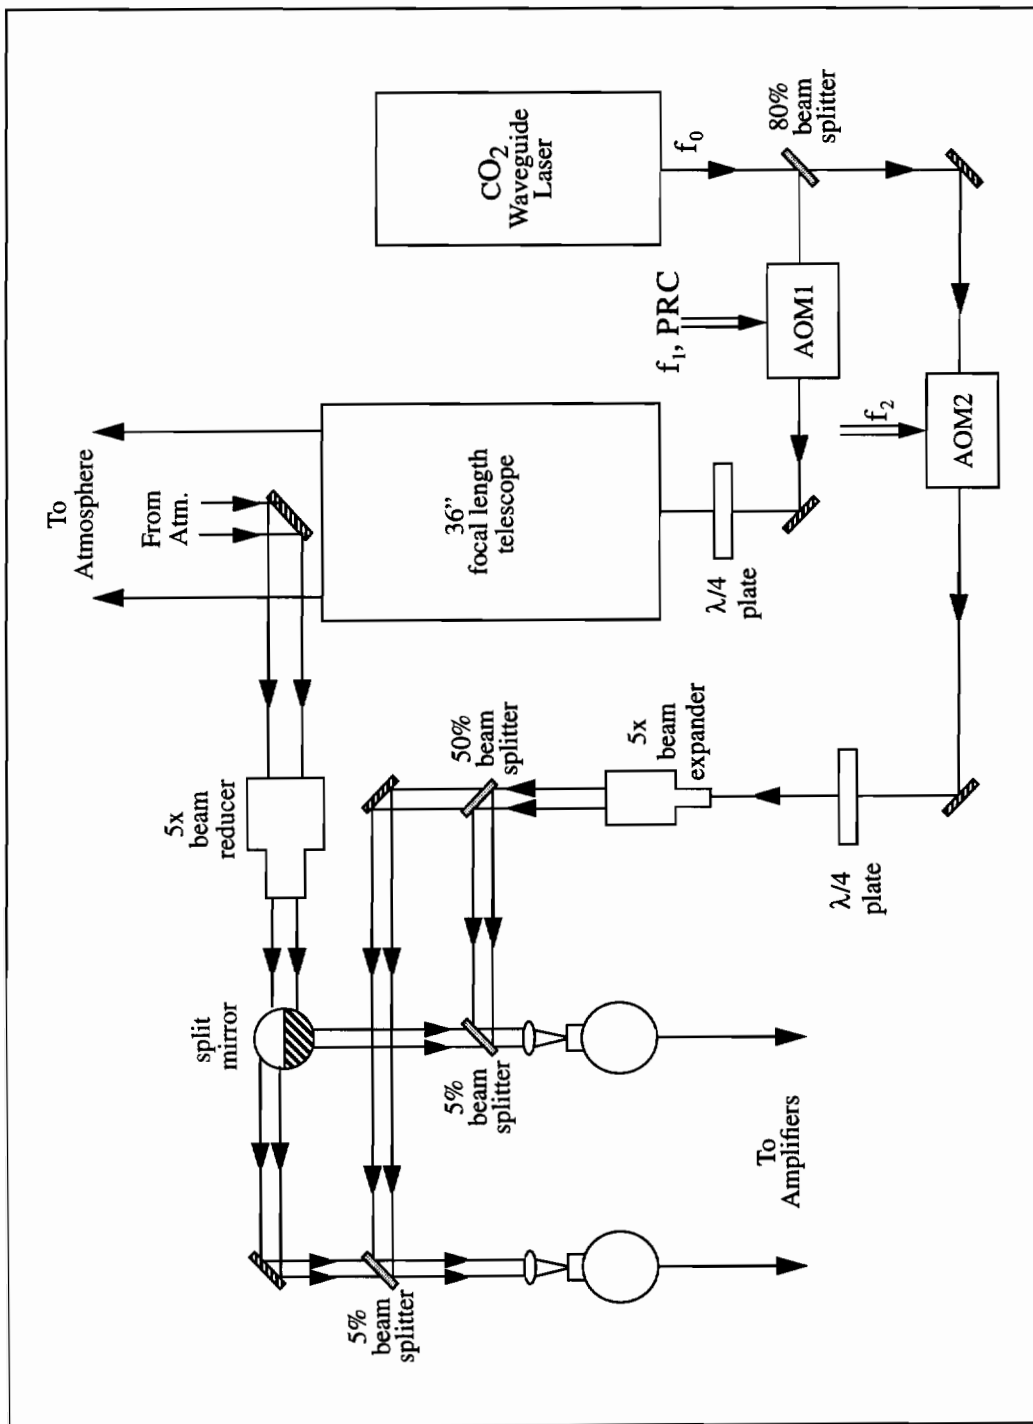 CO2
Waveguide
Laser
f0
80%
beam
splitter
f1, PRC
AOM1
f2
AOM2
To
Atmosphere
From
Atm.
36"
focal length
telescope
λ/4
plate
5x
beam
reducer
50%
beam
splitter
5x
beam
expander
λ/4
plate
split
mirror
5%
beam
splitter
5%
beam
splitter
To
Amplifiers